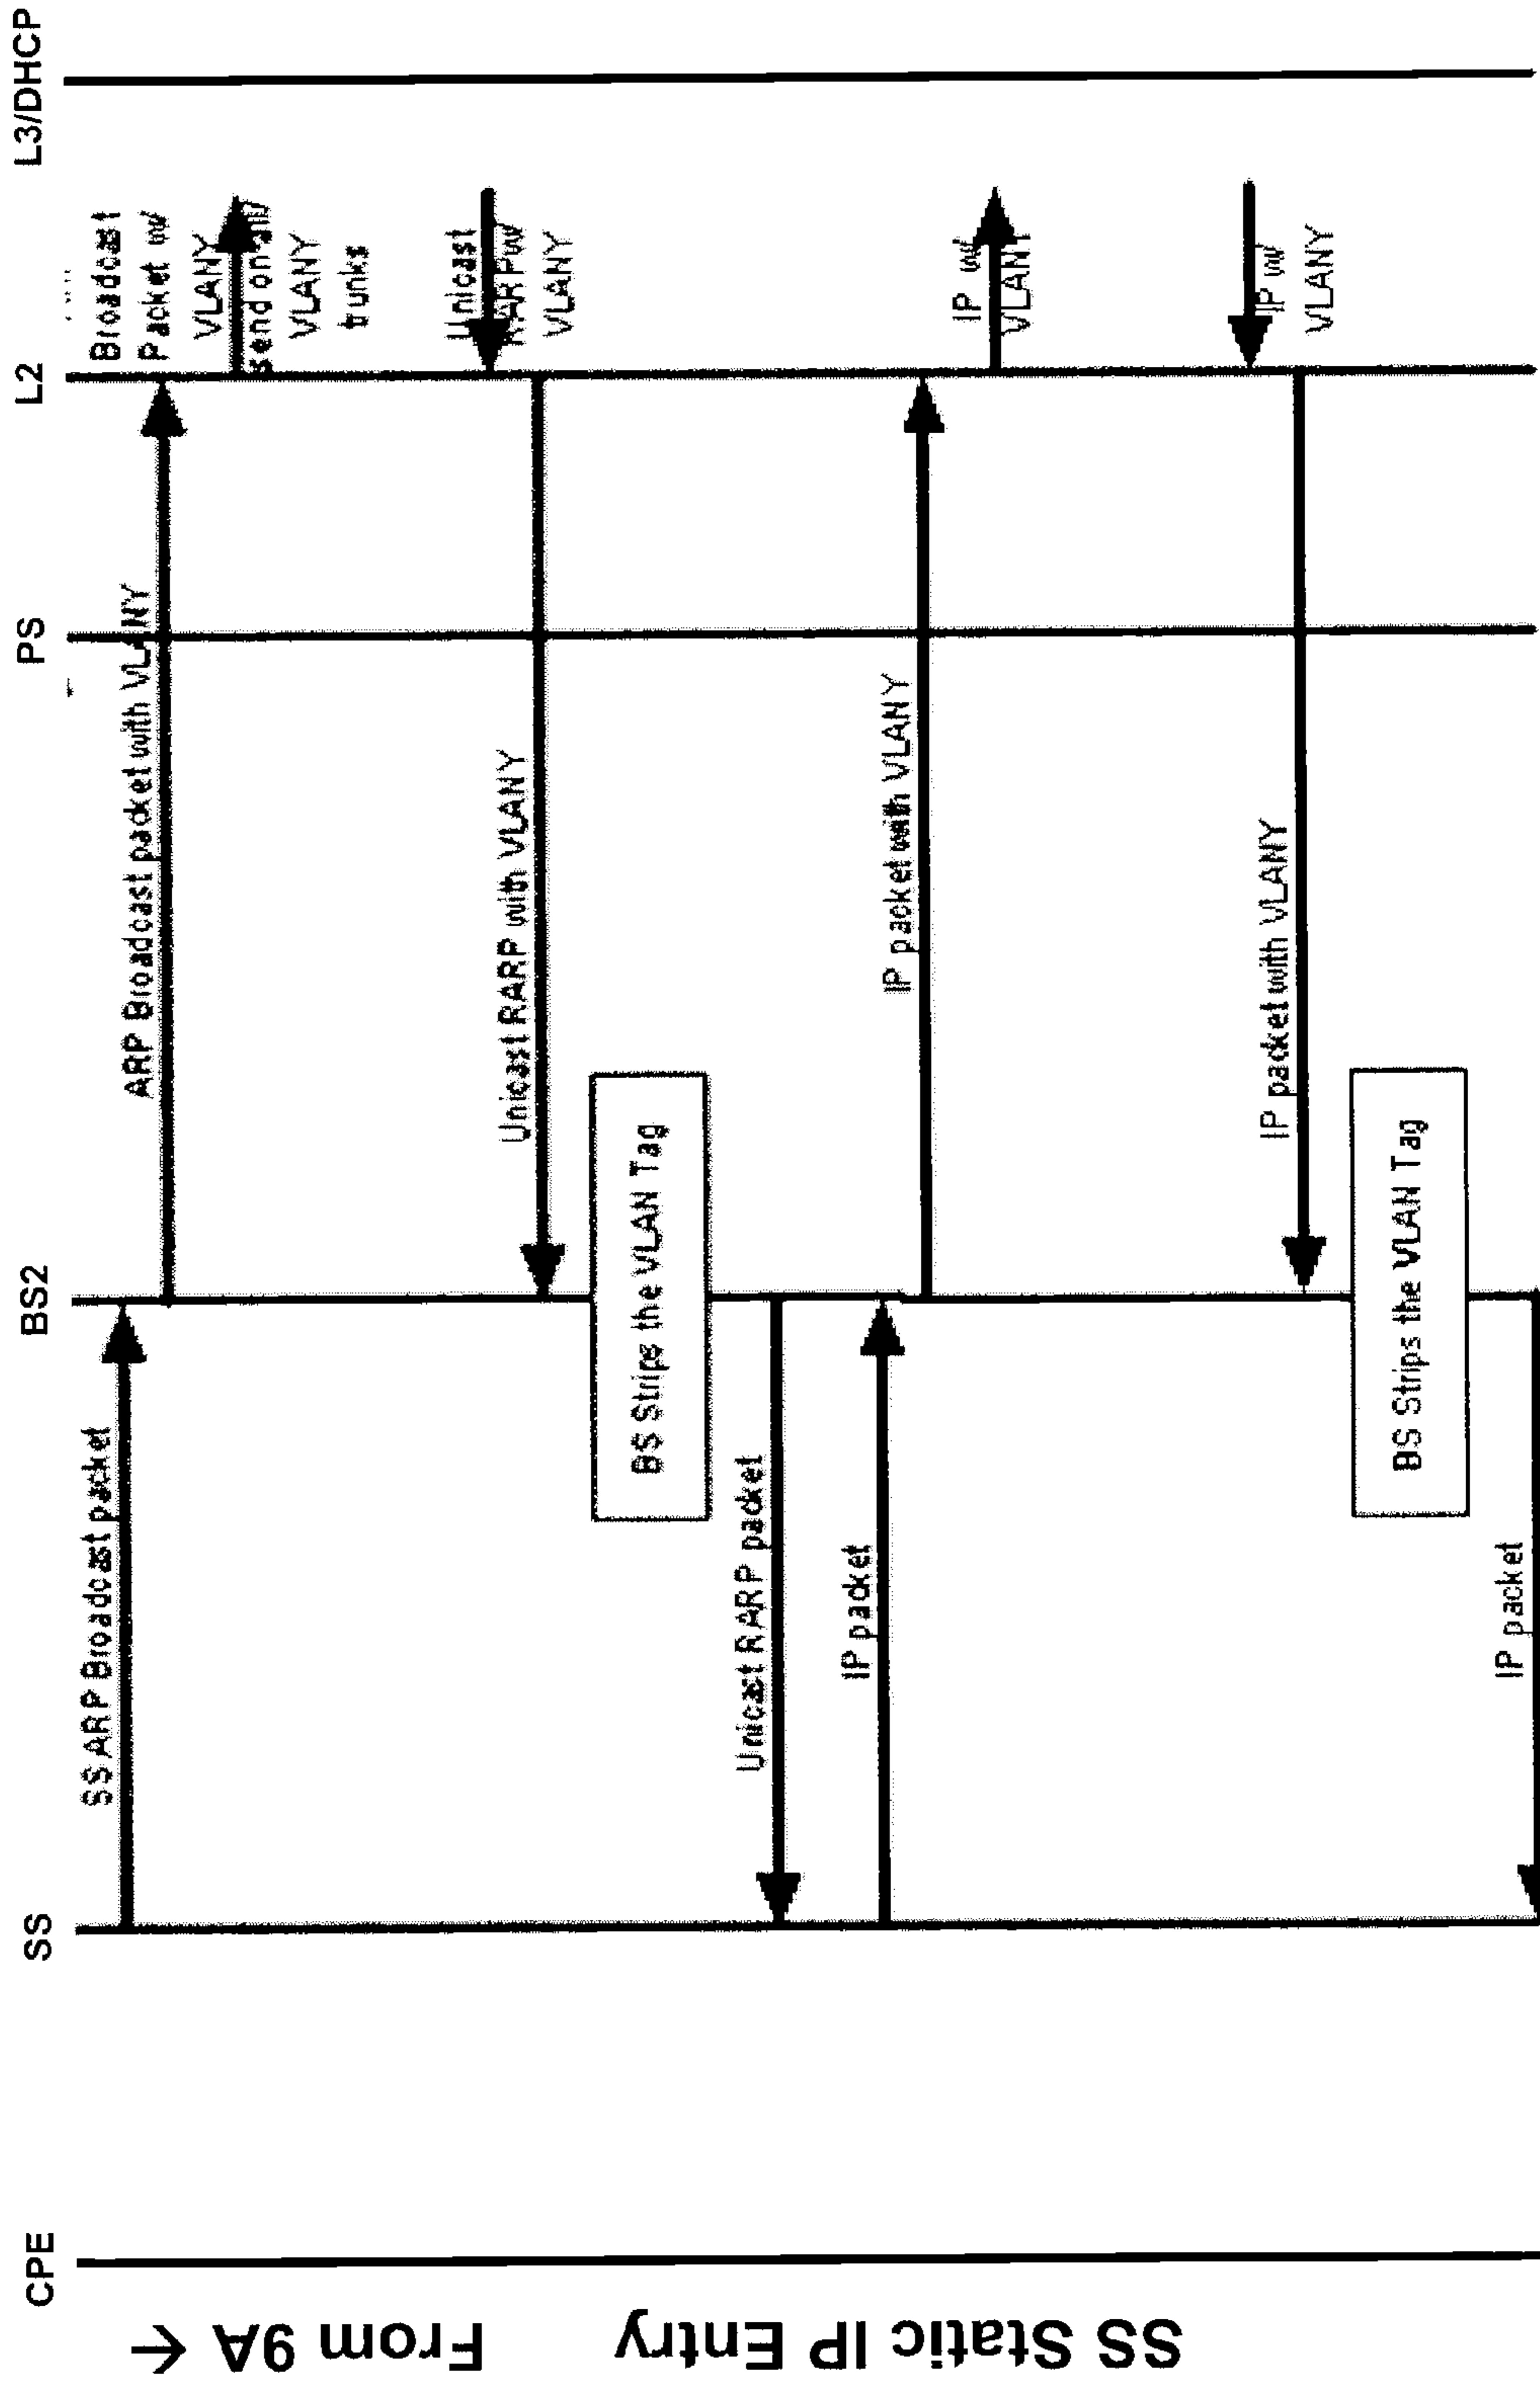 CPE
SS
BS2
PS
L2
L3/DHCP
SS ARP Broadcast packet
ARP Broadcast packet with VLANY
Broadcast
Packet w/
VLANY
VLANY
trunks
Unicast RARP with VLANY
Unicast
RARP w/
VLANY
BS Strips the VLAN Tag
Unicast RARP packet
IP packet
IP packet with VLANY
IP w/
VLANY
IP packet with VLANY
IP w/
VLANY
BS Strips the VLAN Tag
IP packet
From 9A →
SS Static IP Entry